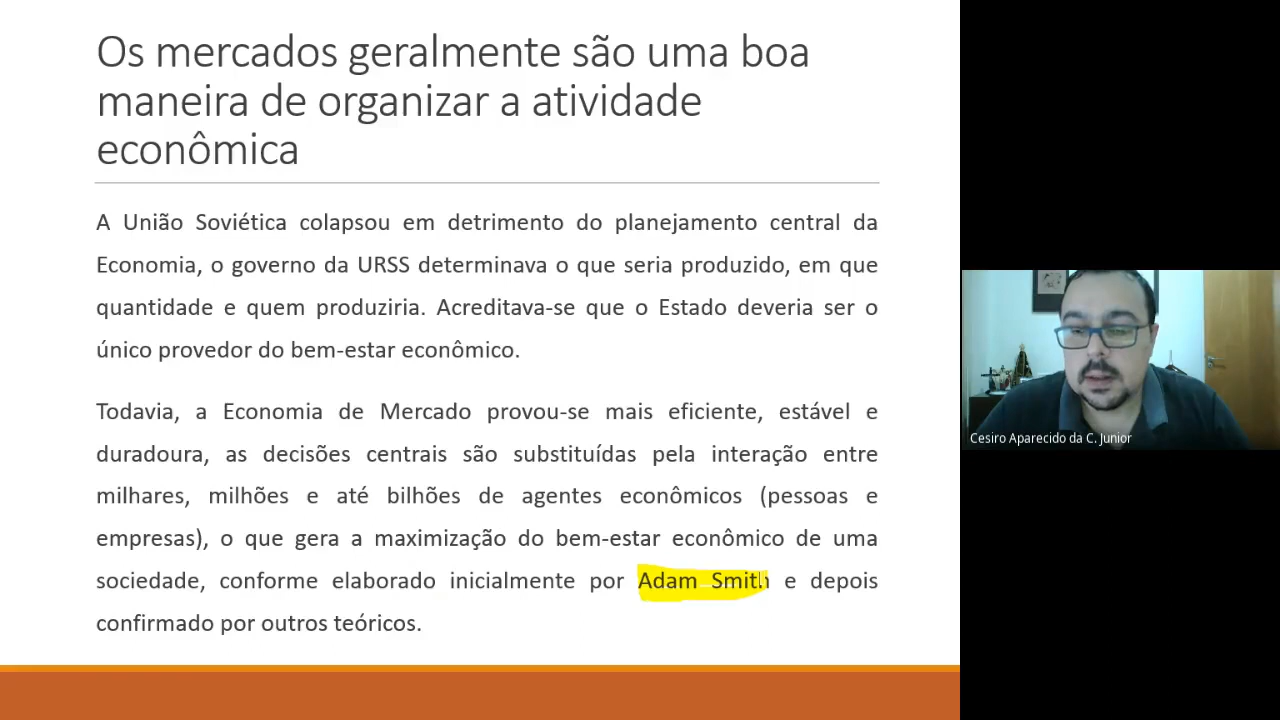 Os mercados geralmente são uma boa
maneira de organizar a atividade
econômica
A União Soviética colapsou em detrimento do planejamento central da
Economia, o governo da URSS determinava o que seria produzido, em que
quantidade e quem produziria. Acreditava-se que o Estado deveria ser o
único provedor do bem-estar econômico.
Todavia, a Economia de Mercado provou-se mais eficiente, estável e
duradoura, as decisões centrais são substituídas pela interação entre
milhares, milhões e até bilhões de agentes econômicos (pessoas e
empresas), o que gera a maximização do bem-estar econômico de uma
sociedade, conforme elaborado inicialmente por Adam Smith e depois
confirmado por outros teóricos.
Cesiro Aparecido da C. Junior